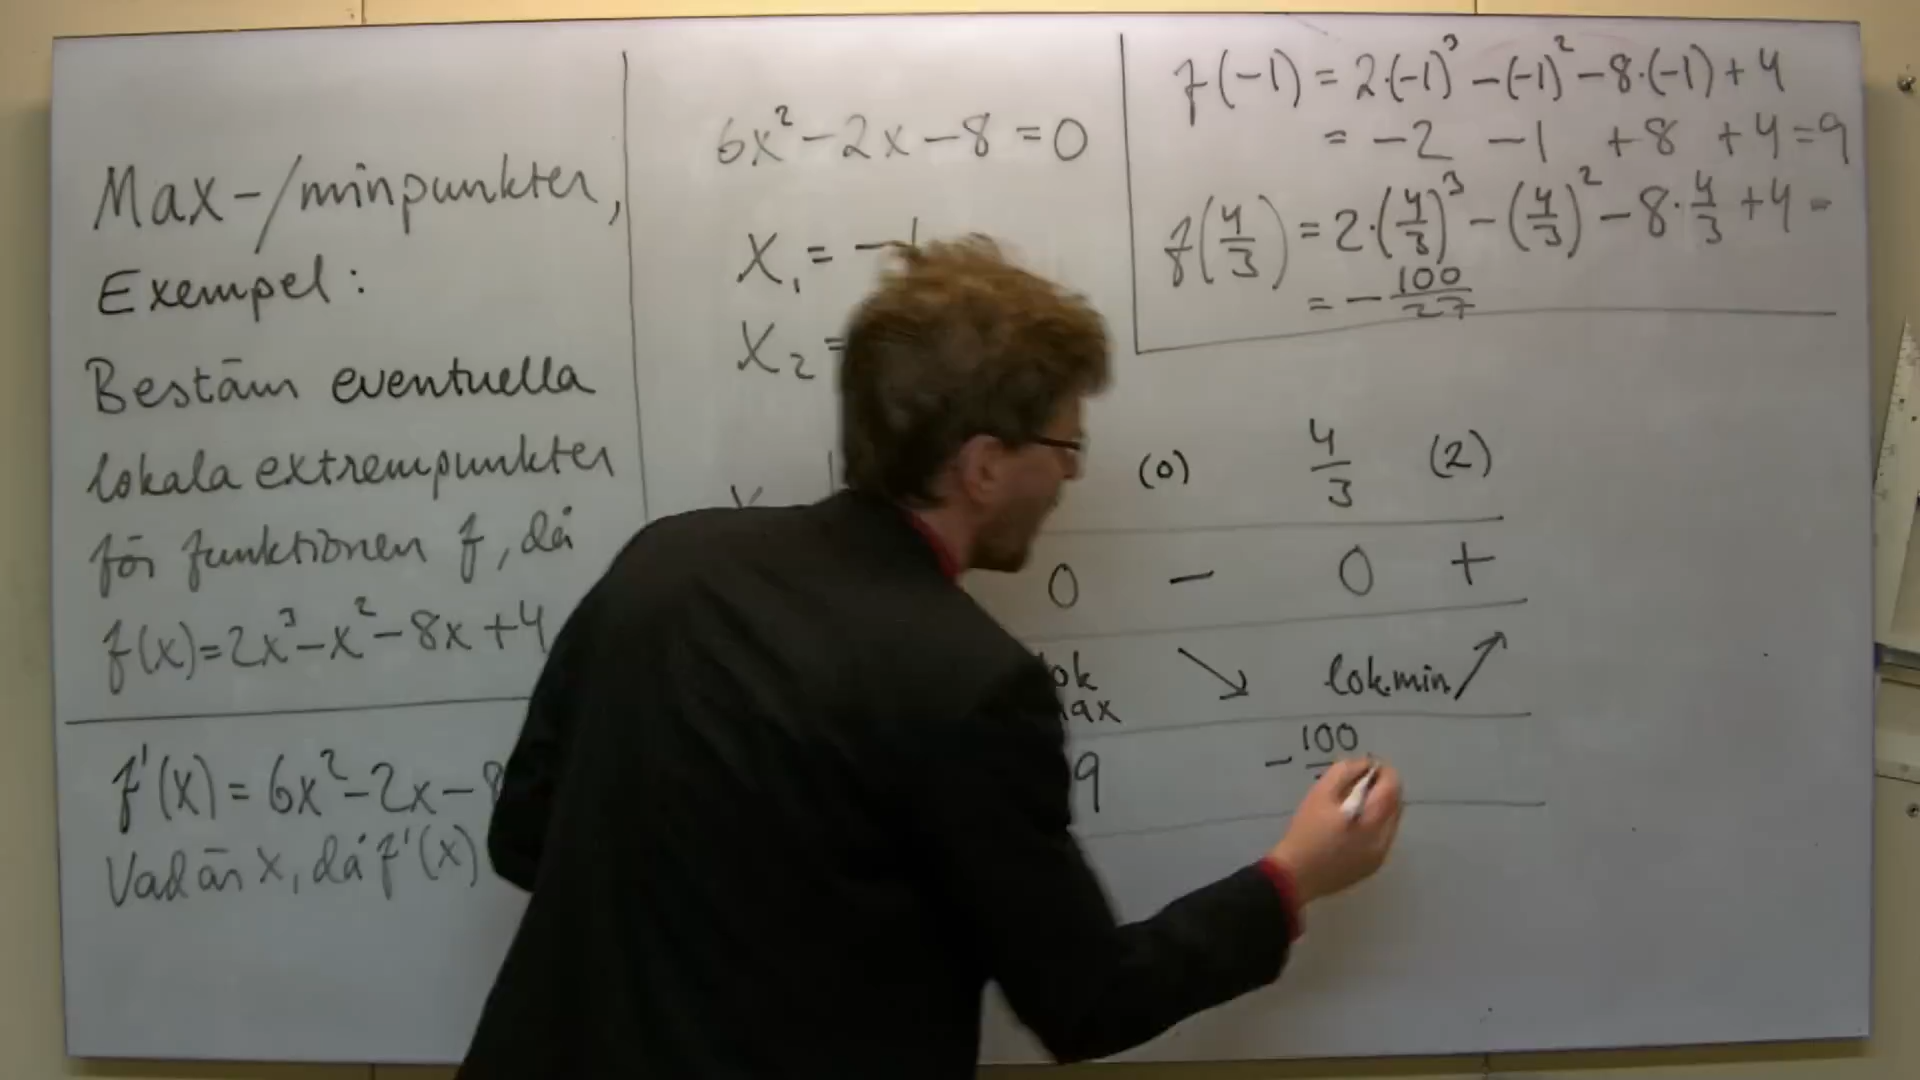 Max-/minpunkter,
Exempel:
Bestäm eventuella
lokala extrempunkter
för funktionen f, då
f(x)=2x³-x²-8x+4
f'(x) = 6x²-2x-8
Vad är x, då f'(x)
6x²-2x-8=0
x₁=-1
x₂=
f(-1)=2·(-1)³-(-1)²-8·(-1)+4
= -2 -1 +8 +4=9
f(4/3)=2·(4/3)³-(4/3)²-8·4/3+4=
= -100/27
x (0) 4/3 (2)
0 - 0 +
↘ lok.min ↗
9 -100